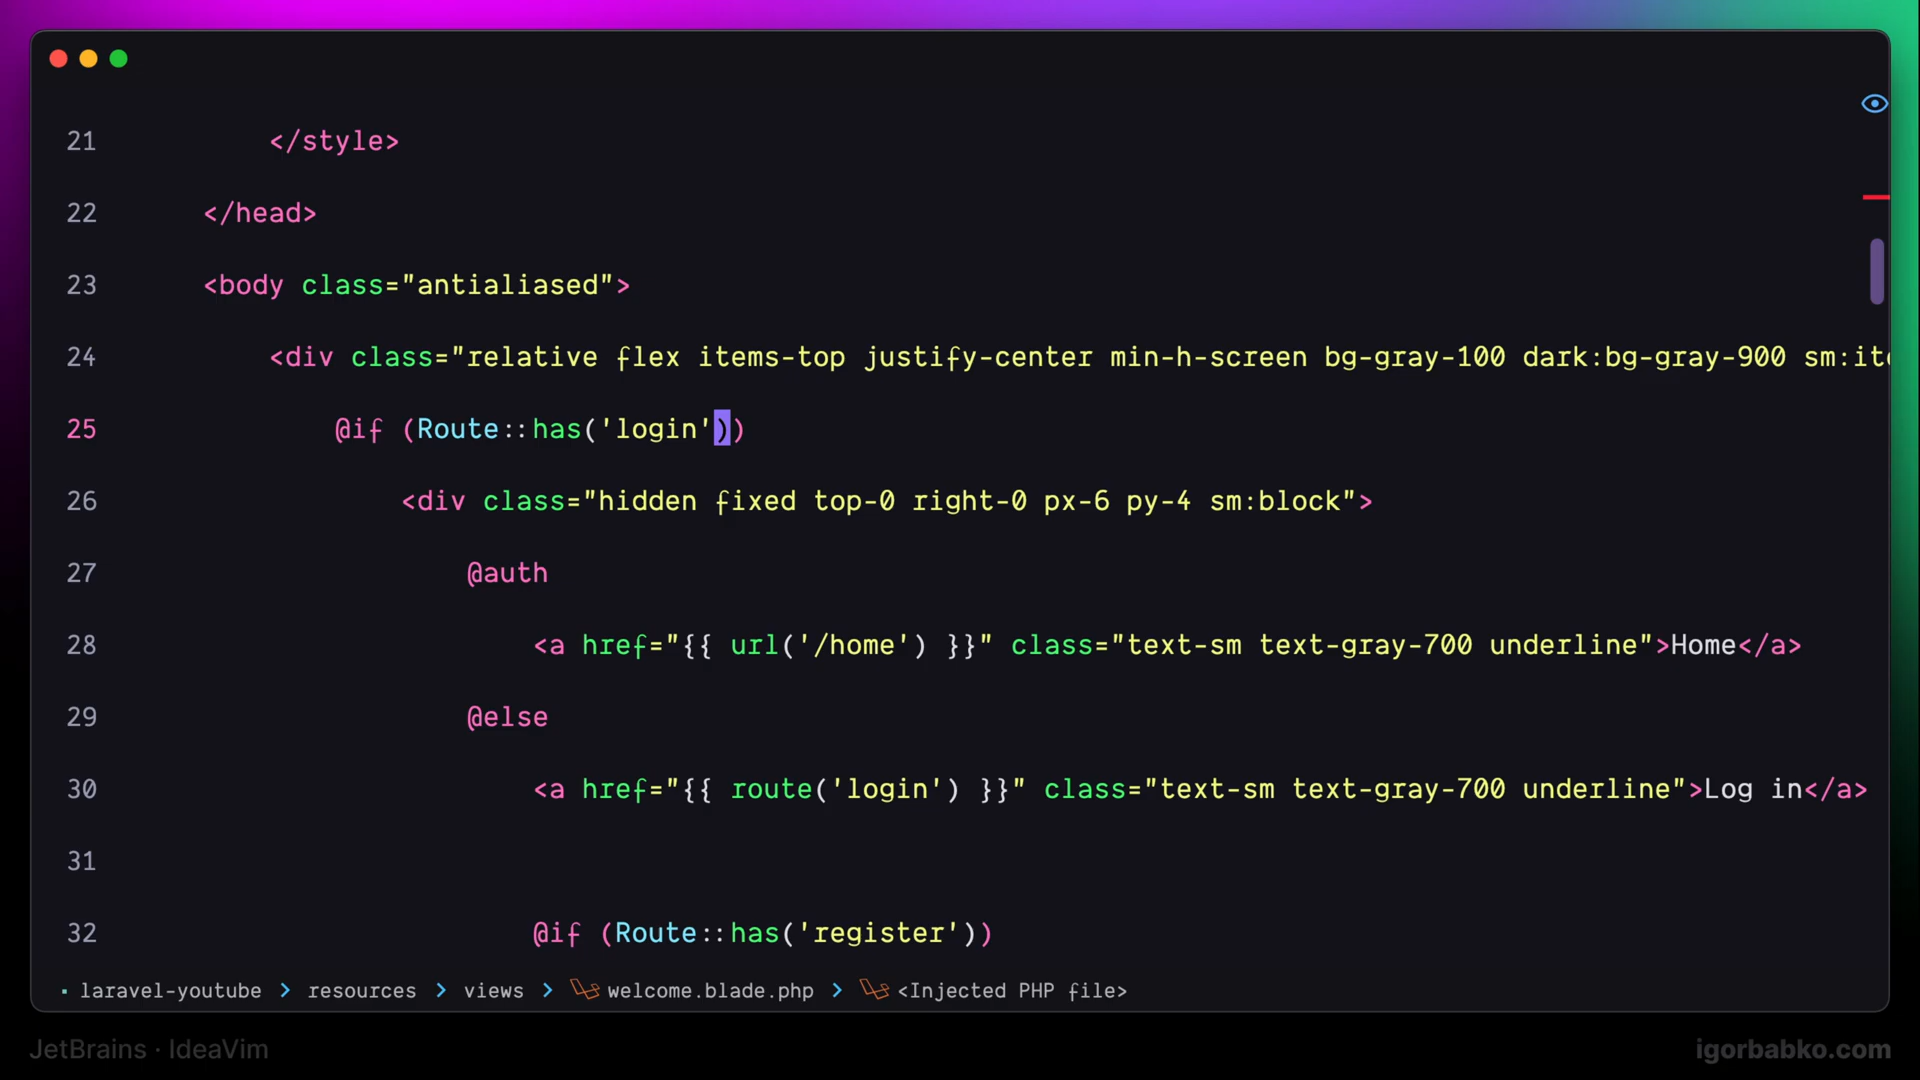 21 </style>
22 </head>
23 <body class="antialiased">
24 <div class="relative flex items-top justify-center min-h-screen bg-gray-100 dark:bg-gray-900 sm:ite
25 @if (Route::has('login'))
26 <div class="hidden fixed top-0 right-0 px-6 py-4 sm:block">
27 @auth
28 <a href="{{ url('/home') }}" class="text-sm text-gray-700 underline">Home</a>
29 @else
30 <a href="{{ route('login') }}" class="text-sm text-gray-700 underline">Log in</a>
31
32 @if (Route::has('register'))
laravel-youtube > resources > views > welcome.blade.php > <Injected PHP file>
JetBrains · IdeaVim
igorbabko.com